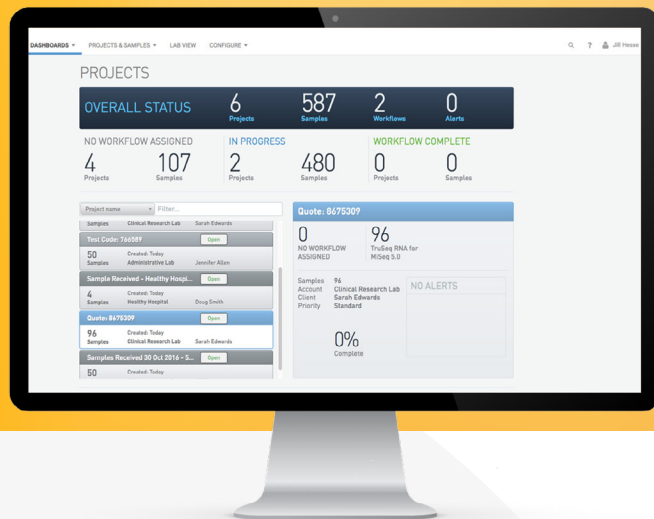 DASHBOARDS PROJECTS & SAMPLES LAB VIEW CONFIGURE ? Jill Hesse
PROJECTS
OVERALL STATUS 6 587 2 0
Projects Samples Workflows Alerts
NO WORKFLOW ASSIGNED IN PROGRESS WORKFLOW COMPLETE
4 107 2 480 0 0
Projects Samples Projects Samples Projects Samples
Project name Filter...
Samples Clinical Research Lab Sarah Edwards
Test Code: 766089 Open
50 Created: Today
Samples Administrative Lab Jennifer Allen
Sample Received - Healthy Hospi... Open
4 Created: Today
Samples Healthy Hospital Doug Smith
Quote: 8675309 Open
96 Created: Today
Samples Clinical Research Lab Sarah Edwards
Samples Received 30 Oct 2016 - S... Open
50 Created: Today
Quote: 8675309
0 96
NO WORKFLOW ASSIGNED TruSeq RNA for MiSeq 5.0
Samples 96
Account Clinical Research Lab
Client Sarah Edwards
Priority Standard
NO ALERTS
0%
Complete